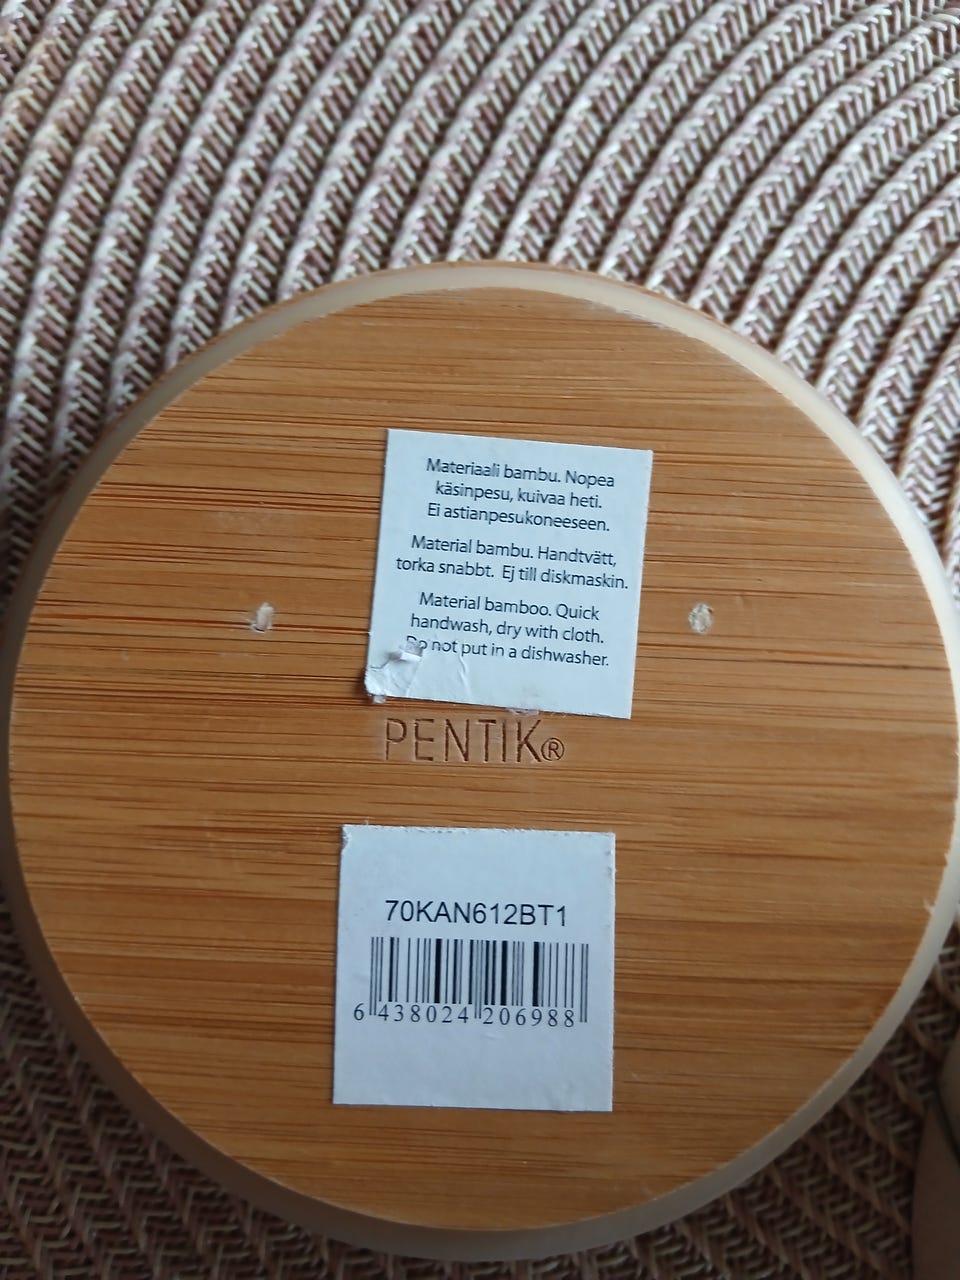 Materiaali bambu. Nopea
käsinpesu, kuivaa heti.
Ei astianpesukoneeseen.
Material bambu. Handtvätt,
torka snabbt. Ej till diskmaskin.
Material bamboo. Quick
handwash, dry with cloth.
Do not put in a dishwasher.
PENTIK®
70KAN612BT1
6 438024 206988